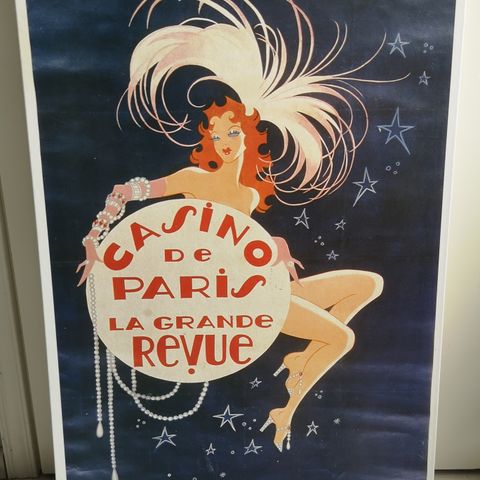 CASiNO
DE
PARiS
LA GRANDE
ReVUE